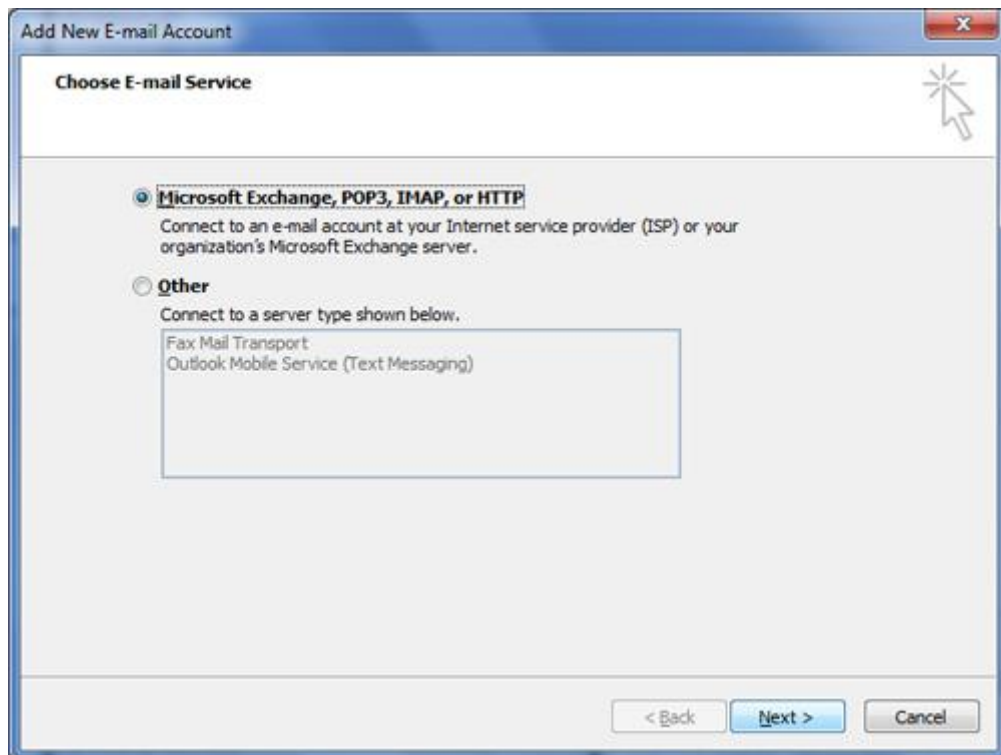 Add New E-mail Account
Choose E-mail Service
Microsoft Exchange, POP3, IMAP, or HTTP
Connect to an e-mail account at your Internet service provider (ISP) or your
organization's Microsoft Exchange server.
Other
Connect to a server type shown below.
Fax Mail Transport
Outlook Mobile Service (Text Messaging)
< Back Next > Cancel